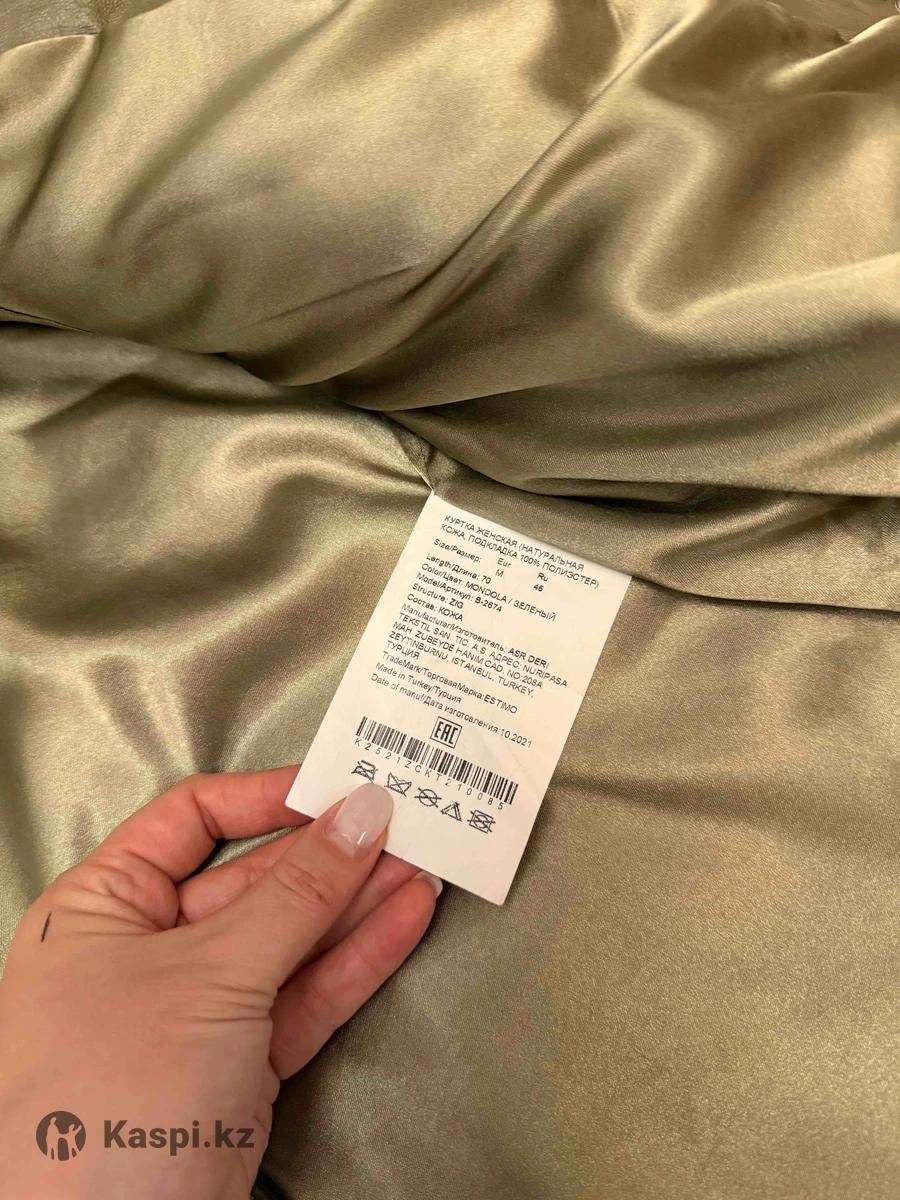 КУРТКА ЖЕНСКАЯ (НАТУРАЛЬНАЯ
КОЖА, ПОДКЛАДКА 100% ПОЛИЭСТЕР)
Size/Размер: Eur Ru
M 46
Length/Длина: 70
Color/Цвет: MONDOLA / ЗЕЛЕНЫЙ
Model/Артикул: B-2674
Structure: ZIG
Состав: КОЖА
Manufacturer/Изготовитель: ASR DERI
TEKSTIL SAN. TIC. A.S. АДРЕС: NURIPASA
MAH. ZUBEYDE HANIM CAD. NO:208A
ZEYTINBURNU, ISTANBUL, TURKEY,
ТУРЦИЯ
TradeMark/ТорговаяМарка:ESTIMO
Made in Turkey/Турция
Date of manuf/Дата изготовления:10.2021
EAC
K25212CKT210085
Kaspi.kz